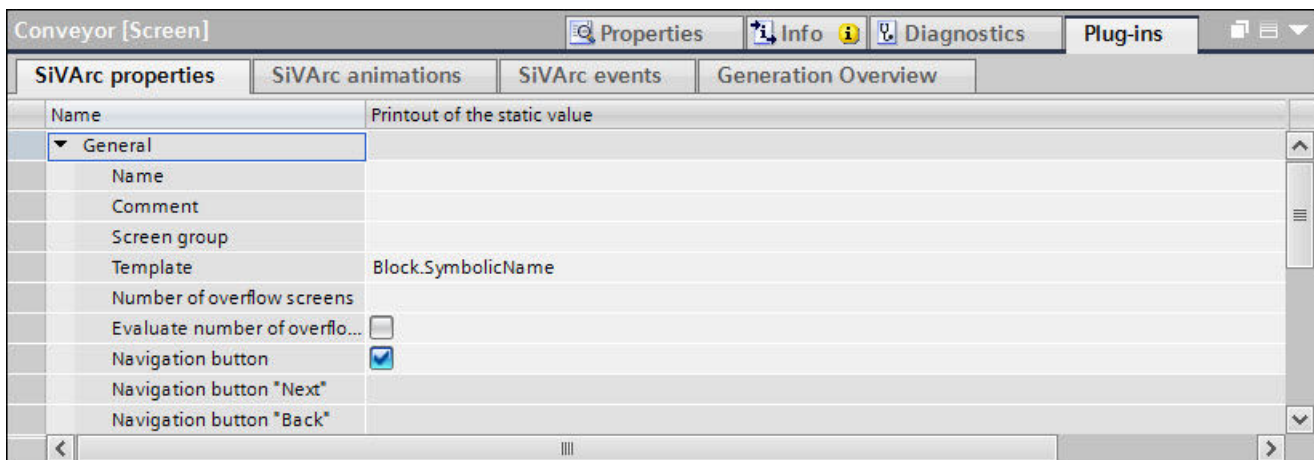 Conveyor [Screen] Properties Info Diagnostics Plug-ins
SiVArc properties SiVArc animations SiVArc events Generation Overview
Name Printout of the static value
General
Name
Comment
Screen group
Template Block.SymbolicName
Number of overflow screens
Evaluate number of overflo...
Navigation button
Navigation button "Next"
Navigation button "Back"